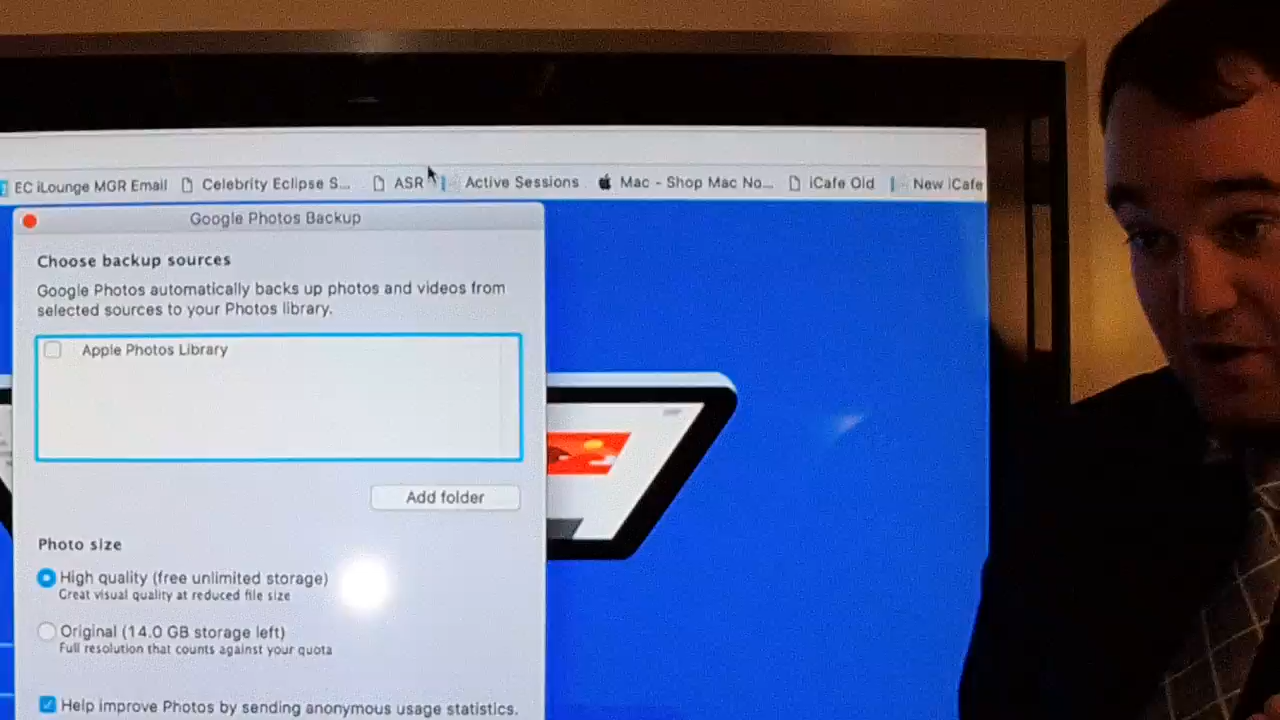 EC iLounge MGR Email
Celebrity Eclipse S...
ASR
Active Sessions
Mac - Shop Mac No...
iCafe Old
New iCafe
Google Photos Backup
Choose backup sources
Google Photos automatically backs up photos and videos from
selected sources to your Photos library.
Apple Photos Library
Add folder
Photo size
High quality (free unlimited storage)
Great visual quality at reduced file size
Original (14.0 GB storage left)
Full resolution that counts against your quota
Help improve Photos by sending anonymous usage statistics.